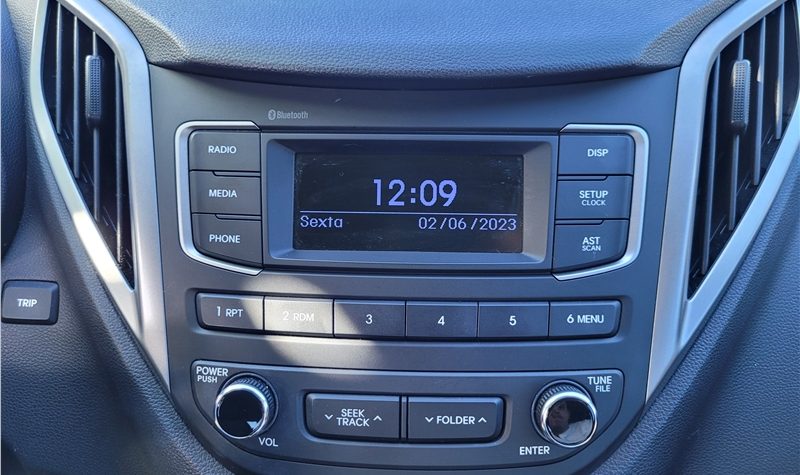 Bluetooth
RADIO
MEDIA
PHONE
12:09
Sexta 02/06/2023
DISP
SETUP
CLOCK
AST
SCAN
TRIP
1 RPT
2 RDM
3
4
5
6 MENU
POWER
PUSH
VOL
SEEK
TRACK
FOLDER
TUNE
FILE
ENTER